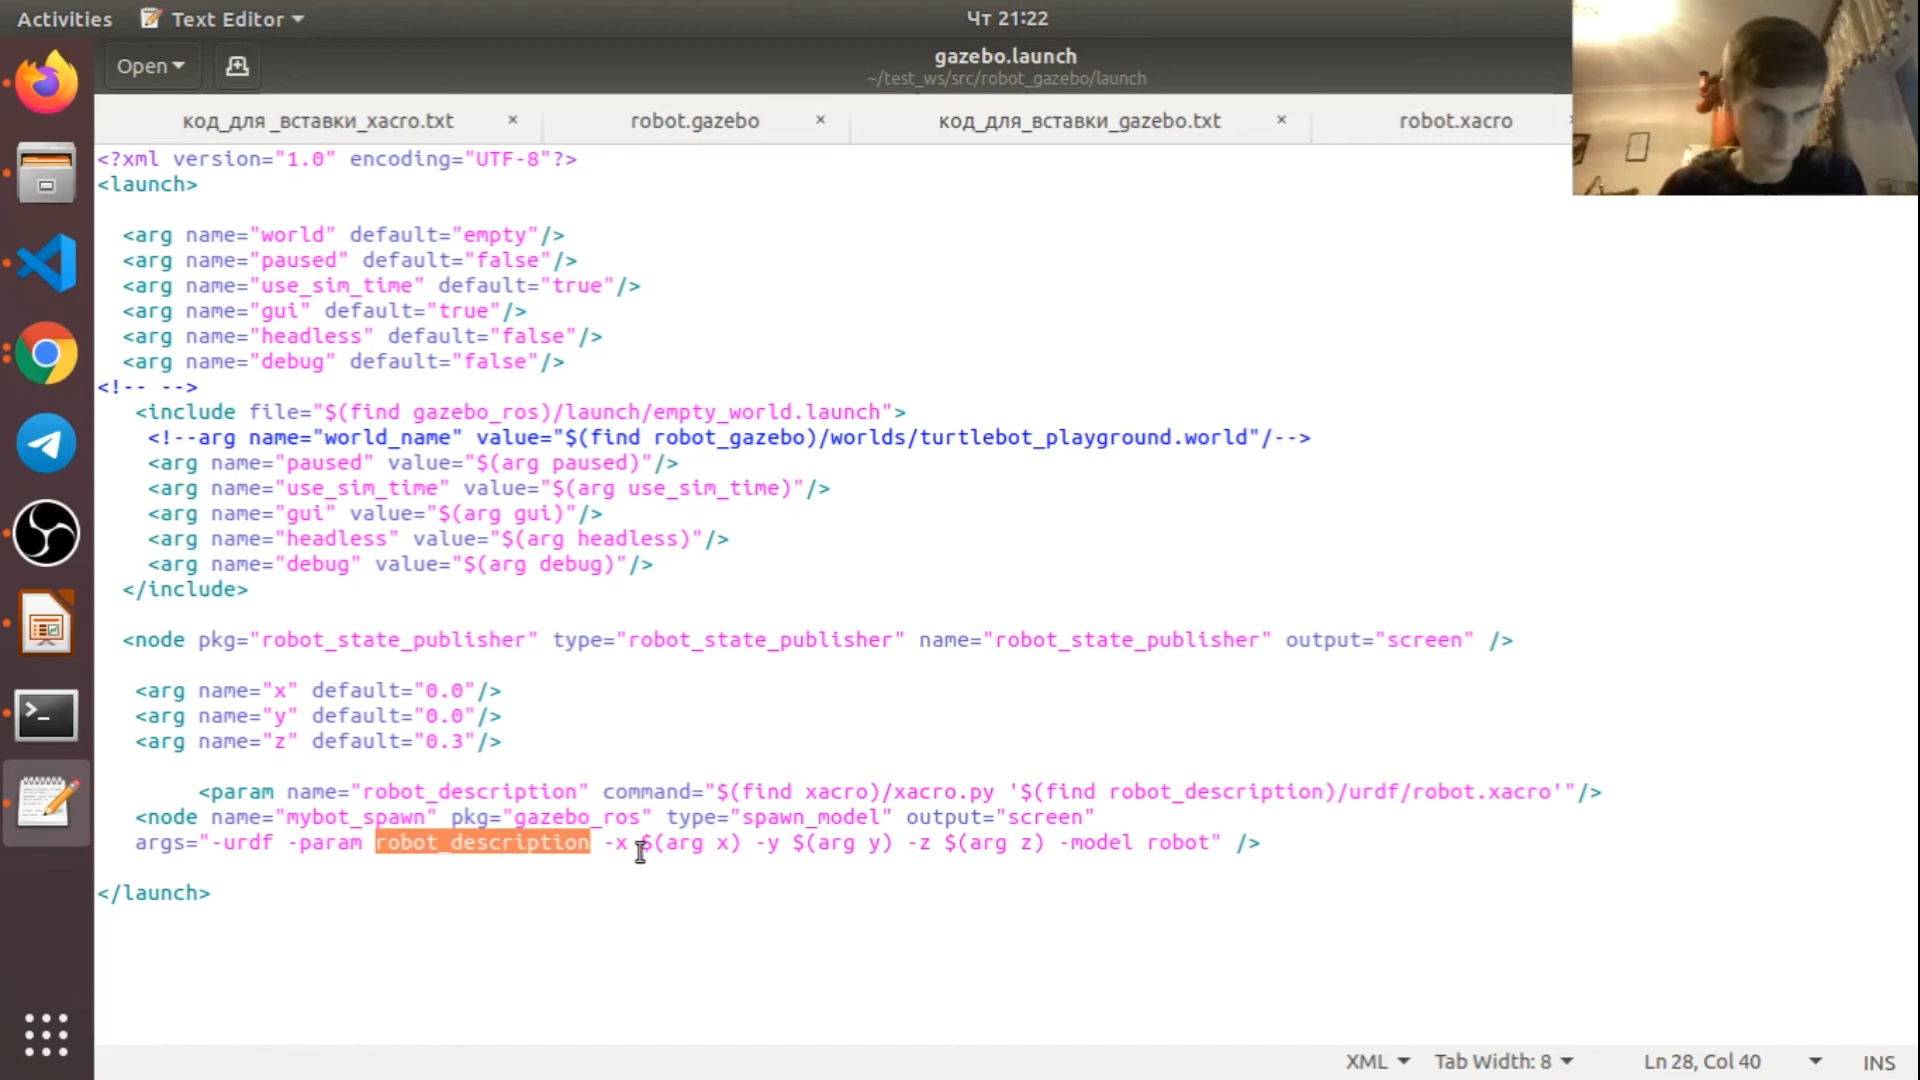 Activities Text Editor Чт 21:22
Open gazebo.launch
~/test_ws/src/robot_gazebo/launch
код_для _вставки_xacro.txt × robot.gazebo × код_для_вставки_gazebo.txt × robot.xacro
<?xml version="1.0" encoding="UTF-8"?>
<launch>
<arg name="world" default="empty"/>
<arg name="paused" default="false"/>
<arg name="use_sim_time" default="true"/>
<arg name="gui" default="true"/>
<arg name="headless" default="false"/>
<arg name="debug" default="false"/>
<!-- -->
<include file="$(find gazebo_ros)/launch/empty_world.launch">
<!--arg name="world_name" value="$(find robot_gazebo)/worlds/turtlebot_playground.world"/-->
<arg name="paused" value="$(arg paused)"/>
<arg name="use_sim_time" value="$(arg use_sim_time)"/>
<arg name="gui" value="$(arg gui)"/>
<arg name="headless" value="$(arg headless)"/>
<arg name="debug" value="$(arg debug)"/>
</include>
<node pkg="robot_state_publisher" type="robot_state_publisher" name="robot_state_publisher" output="screen" />
<arg name="x" default="0.0"/>
<arg name="y" default="0.0"/>
<arg name="z" default="0.3"/>
<param name="robot_description" command="$(find xacro)/xacro.py '$(find robot_description)/urdf/robot.xacro'"/>
<node name="mybot_spawn" pkg="gazebo_ros" type="spawn_model" output="screen"
args="-urdf -param robot_description -x $(arg x) -y $(arg y) -z $(arg z) -model robot" />
</launch>
XML Tab Width: 8 Ln 28, Col 40 INS